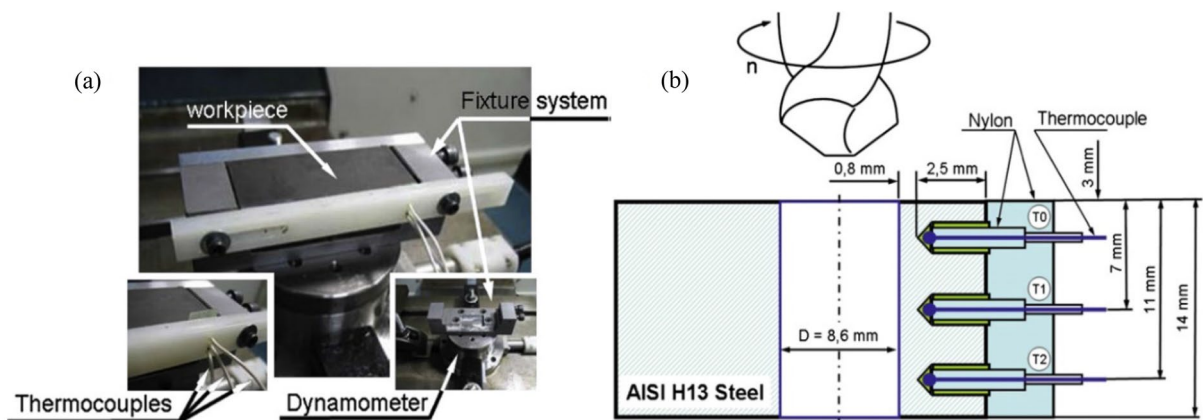 (a)
workpiece
Fixture system
Thermocouples
Dynamometer
(b)
n
Nylon
Thermocouple
0,8 mm
2,5 mm
3 mm
T0
7 mm
T1
11 mm
14 mm
D = 8,6 mm
T2
AISI H13 Steel